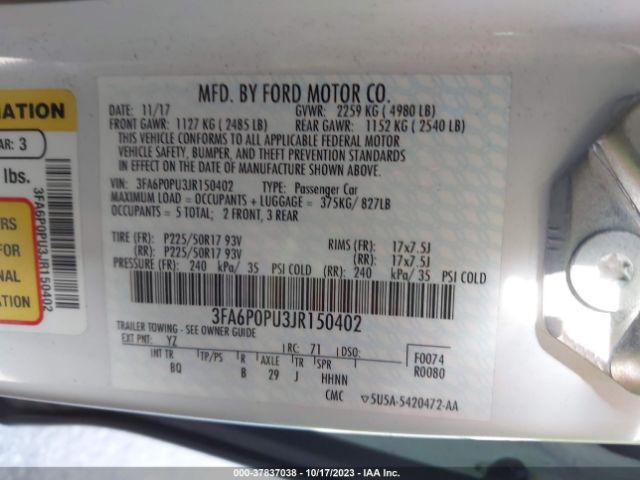 MFD. BY FORD MOTOR CO.
DATE: 11/17 GVWR: 2259 KG ( 4980 LB)
FRONT GAWR: 1127 KG ( 2485 LB) REAR GAWR: 1152 KG ( 2540 LB)
THIS VEHICLE CONFORMS TO ALL APPLICABLE FEDERAL MOTOR
VEHICLE SAFETY, BUMPER, AND THEFT PREVENTION STANDARDS
IN EFFECT ON THE DATE OF MANUFACTURE SHOWN ABOVE.
VIN: 3FA6P0PU3JR150402 TYPE: Passenger Car
MAXIMUM LOAD = OCCUPANTS + LUGGAGE = 375KG/ 827LB
OCCUPANTS = 5 TOTAL; 2 FRONT, 3 REAR
TIRE (FR): P225/50R17 93V RIMS (FR): 17x7.5J
(RR): P225/50R17 93V (RR): 17x7.5J
PRESSURE (FR): 240 kPa/ 35 PSI COLD (RR): 240 kPa/ 35 PSI COLD
3FA6P0PU3JR150402
TRAILER TOWING - SEE OWNER GUIDE
EXT PNT: YZ RC: 71 DSO: F0074
INT TR TP/PS R AXLE TR SPR R0080
BQ B 29 J HHNN
CMC ▽5U5A-5420472-AA
MATION
AR: 3
lbs.
RS
FOR
NAL
ON
3FA6P0PU3JR150402
000-37837038 - 10/17/2023 - IAA Inc.